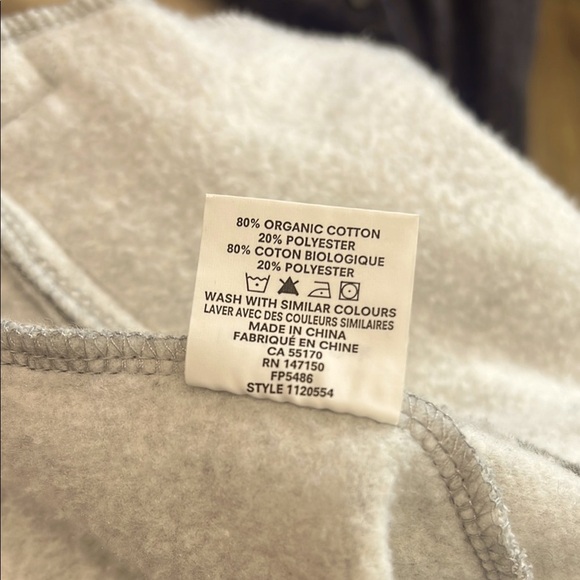 80% ORGANIC COTTON
20% POLYESTER
80% COTON BIOLOGIQUE
20% POLYESTER
WASH WITH SIMILAR COLOURS
LAVER AVEC DES COULEURS SIMILAIRES
MADE IN CHINA
FABRIQUÉ EN CHINE
CA 55170
RN 147150
FP5486
STYLE 1120554